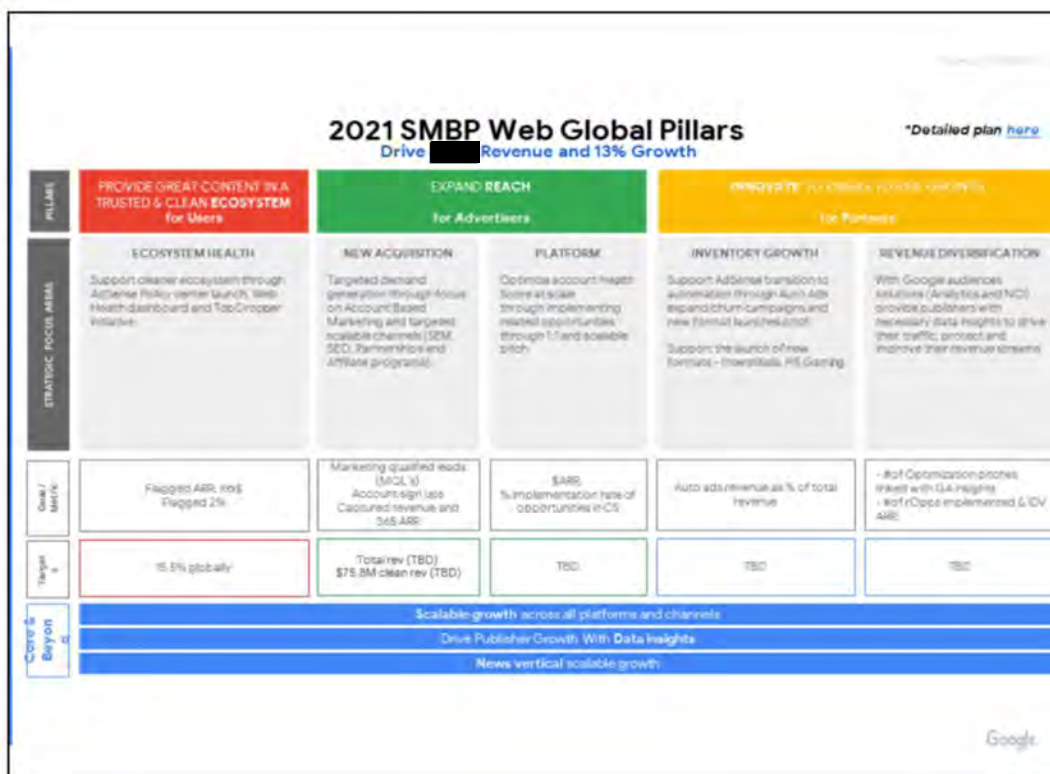 2021 SMBP Web Global Pillars
*Detailed plan here
Drive Revenue and 13% Growth
PILLARS
PROVIDE GREAT CONTENT IN A
TRUSTED & CLEAN ECOSYSTEM
for Users
EXPAND REACH
for Advertisers
INNOVATE
for Partners
STRATEGIC FOCUS AREAS
ECOSYSTEM HEALTH
Support cleaner ecosystem through
AdSense Policy center launch, Web
Health dashboard and
initiative
NEW ACQUISITION
Targeted demand
generation through focus
on Account Based
Marketing and targeted
scalable channels (SEM,
SEO, Partnerships and
Affiliate programs)
PLATFORM
Optimise account Health
Score at scale
through implementing
related opportunities
through 1:1 and scalable
pitch
INVENTORY GROWTH
Support AdSense transition to
automation through Auto Ads
expand churn campaigns and
new format launches pitch
Support the launch of new
formats - Interstitials, H5 Gaming
REVENUE DIVERSIFICATION
With Google audiences
solutions (Analytics and NCI)
provide publishers with
necessary data insights to drive
their traffic, protect and
improve their revenue streams
Goal/
Metric
Flagged ARR,
Flagged 2%
Marketing qualified leads
(MQL's)
Account sign ups
Captured revenue and
365 ARR
$ARR
% implementation rate of
opportunities in CS
Auto ads revenue as % of total
revenue
- #of Optimization pitches
linked with GA insights
- #of implemented & IDV
ARR
Target
s
15.5% globally
Total rev (TBD)
$75.8M clean rev (TBD)
TBD
TBD
TBD
Core &
Beyon
d
Scalable growth across all platforms and channels
Drive Publisher Growth With Data insights
News vertical scalable growth
Google